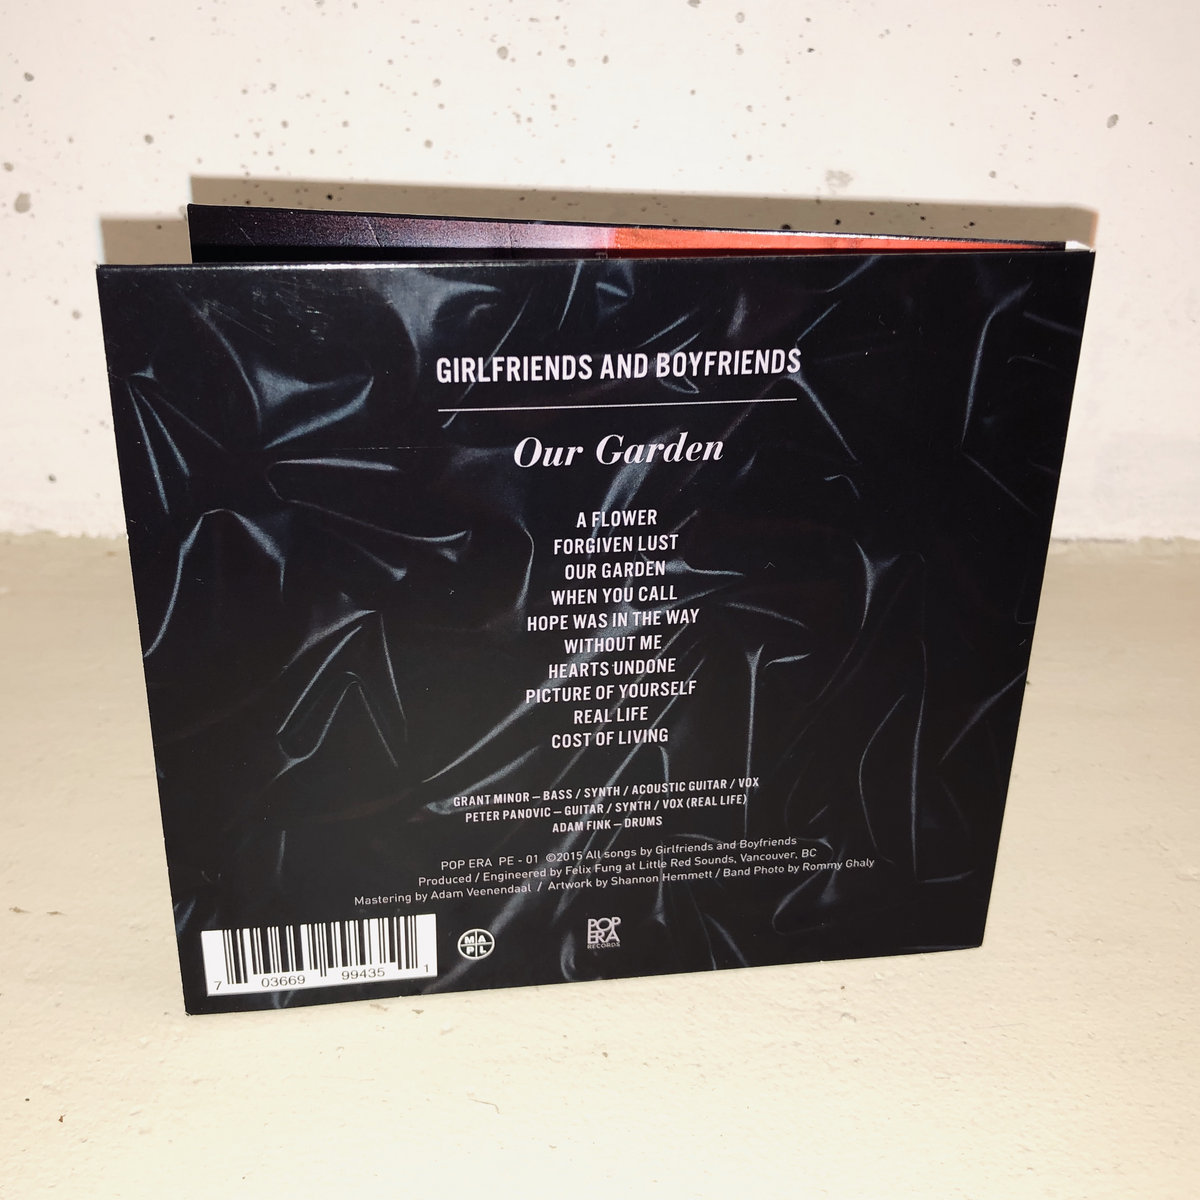 GIRLFRIENDS AND BOYFRIENDS
Our Garden
A FLOWER
FORGIVEN LUST
OUR GARDEN
WHEN YOU CALL
HOPE WAS IN THE WAY
WITHOUT ME
HEARTS UNDONE
PICTURE OF YOURSELF
REAL LIFE
COST OF LIVING
GRANT MINOR – BASS / SYNTH / ACOUSTIC GUITAR / VOX
PETER PANOVIC – GUITAR / SYNTH / VOX (REAL LIFE)
ADAM FINK – DRUMS
POP ERA PE - 01 ©2015 All songs by Girlfriends and Boyfriends
Produced / Engineered by Felix Fung at Little Red Sounds, Vancouver, BC
Mastering by Adam Veenendaal / Artwork by Shannon Hemmett / Band Photo by Rommy Ghaly
7 03669 99435 1
MAPL
POP
ERA
RECORDS